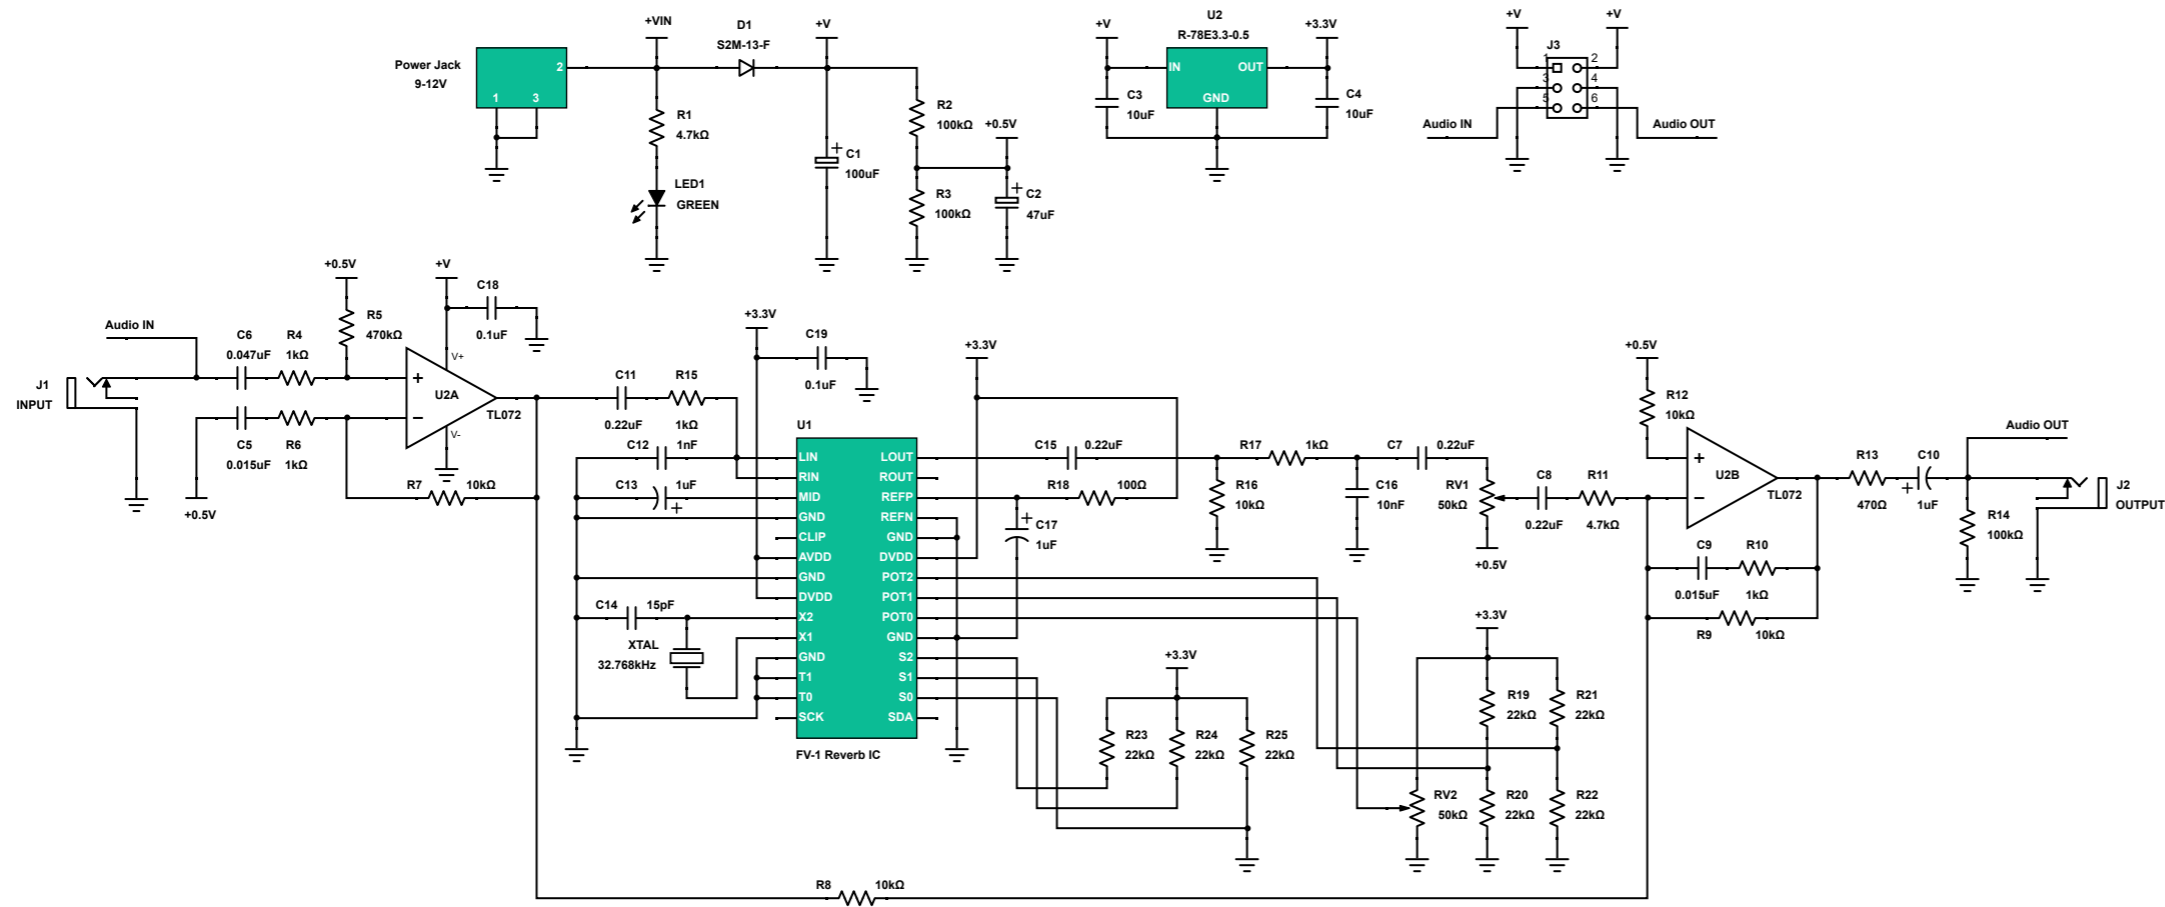 Power Jack
9-12V
2
1
3
+VIN
D1
S2M-13-F
+V
R1
4.7kΩ
LED1
GREEN
C1
100uF
R2
100kΩ
+0.5V
R3
100kΩ
C2
47uF
+V
U2
R-78E3.3-0.5
+3.3V
IN
OUT
GND
C3
10uF
C4
10uF
+V
+V
J3
1
2
3
4
5
6
Audio IN
Audio OUT
Audio IN
J1
INPUT
C6
0.047uF
R4
1kΩ
+0.5V
R5
470kΩ
+V
C18
0.1uF
V+
U2A
TL072
V-
+
−
C5
0.015uF
R6
1kΩ
+0.5V
R7
10kΩ
C11
0.22uF
R15
1kΩ
+3.3V
C19
0.1uF
C12
1nF
C13
1uF
C14
15pF
XTAL
32.768kHz
U1
LIN
RIN
MID
GND
CLIP
AVDD
GND
DVDD
X2
X1
GND
T1
T0
SCK
LOUT
ROUT
REFP
REFN
GND
DVDD
POT2
POT1
POT0
GND
S2
S1
S0
SDA
FV-1 Reverb IC
+3.3V
C15
0.22uF
R18
100Ω
C17
1uF
R17
1kΩ
R16
10kΩ
C16
10nF
C7
0.22uF
RV1
50kΩ
+0.5V
C8
0.22uF
R11
4.7kΩ
+0.5V
R12
10kΩ
+
−
U2B
TL072
C9
0.015uF
R10
1kΩ
R9
10kΩ
R13
470Ω
C10
1uF
Audio OUT
R14
100kΩ
J2
OUTPUT
+3.3V
R23
22kΩ
R24
22kΩ
R25
22kΩ
+3.3V
R19
22kΩ
R21
22kΩ
RV2
50kΩ
R20
22kΩ
R22
22kΩ
R8
10kΩ